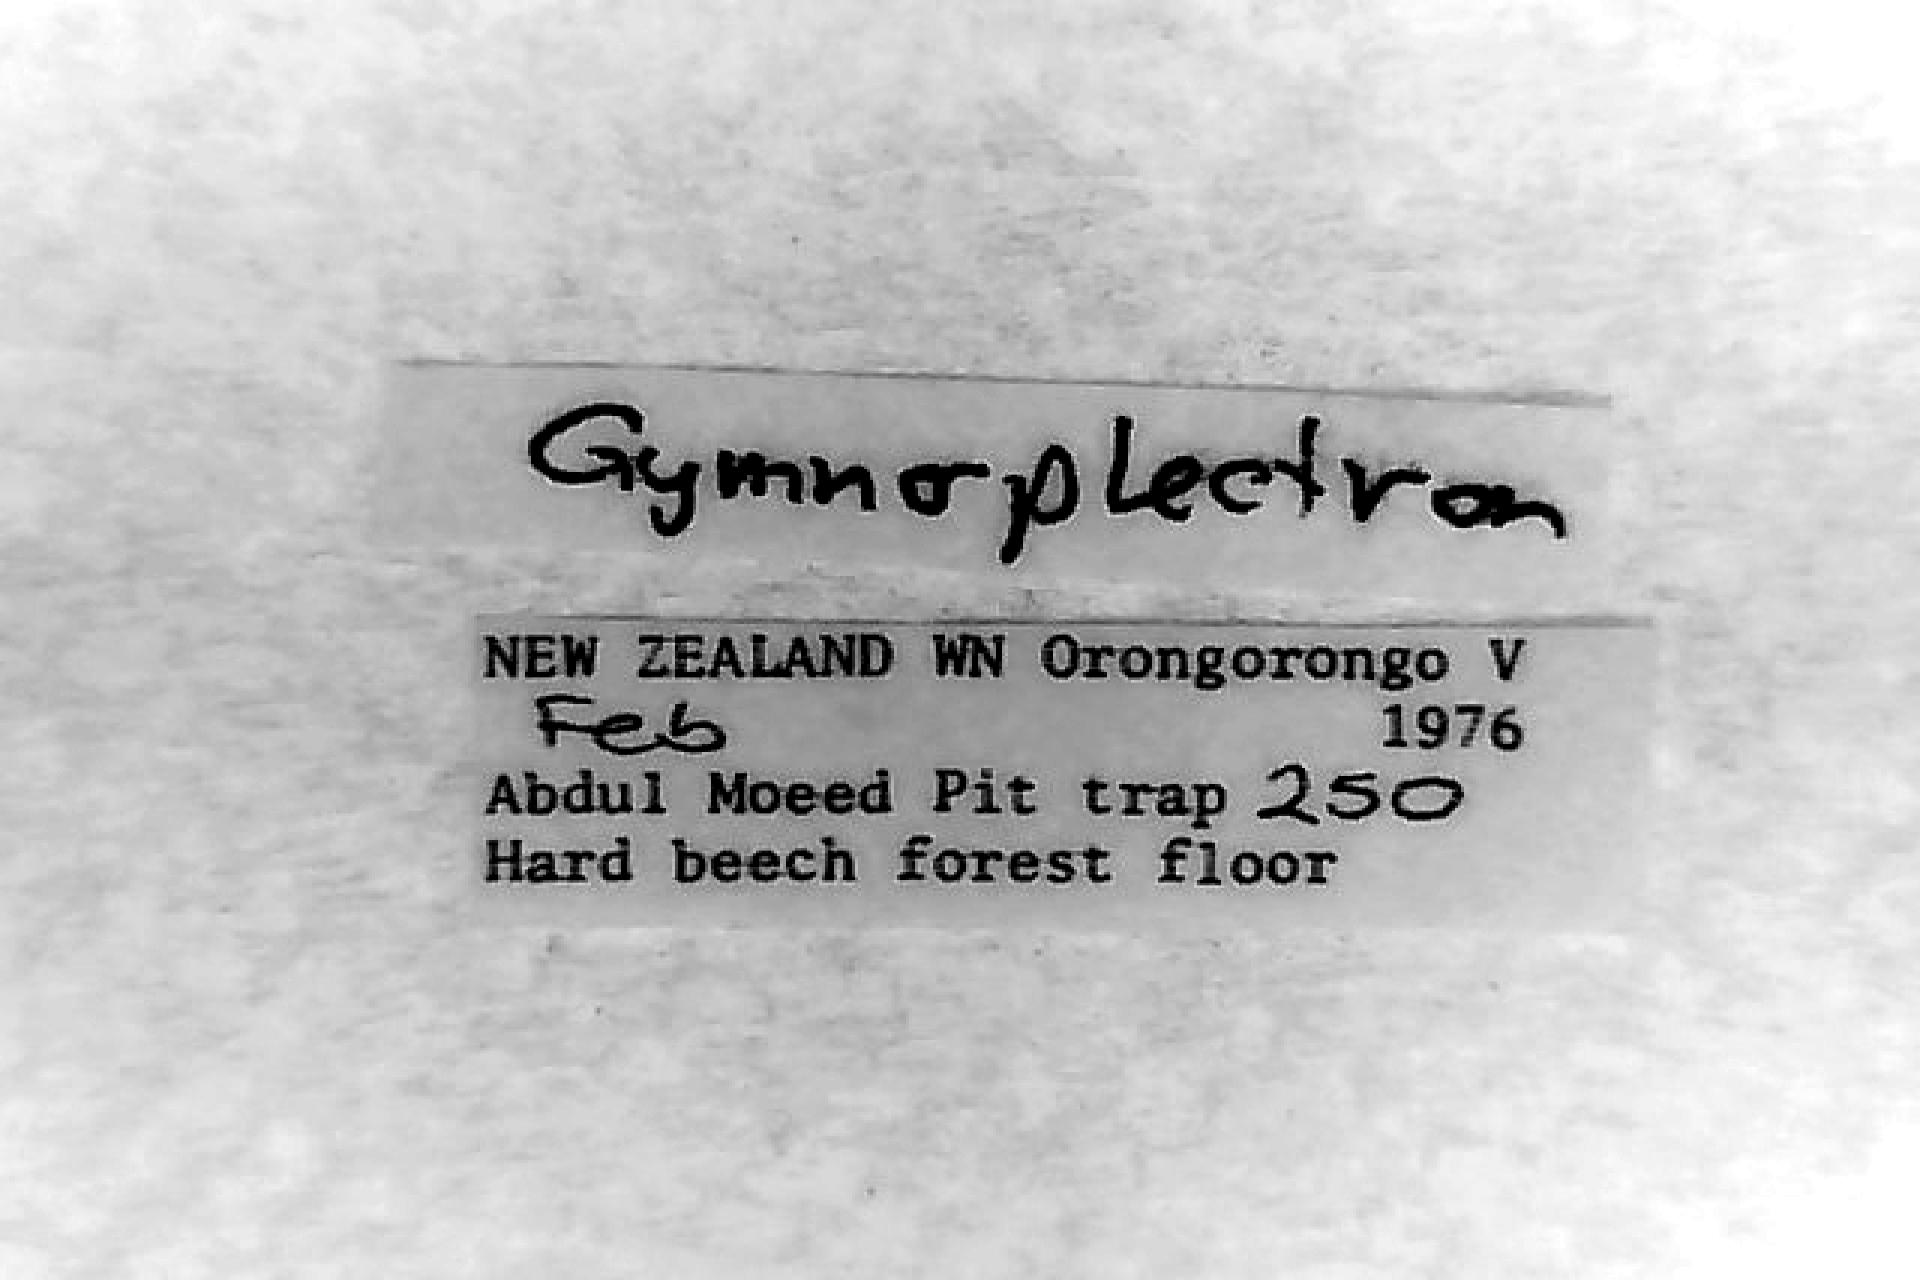 Gymnoplectron
NEW ZEALAND WN Orongorongo V
Feb 1976
Abdul Moeed Pit trap 250
Hard beech forest floor